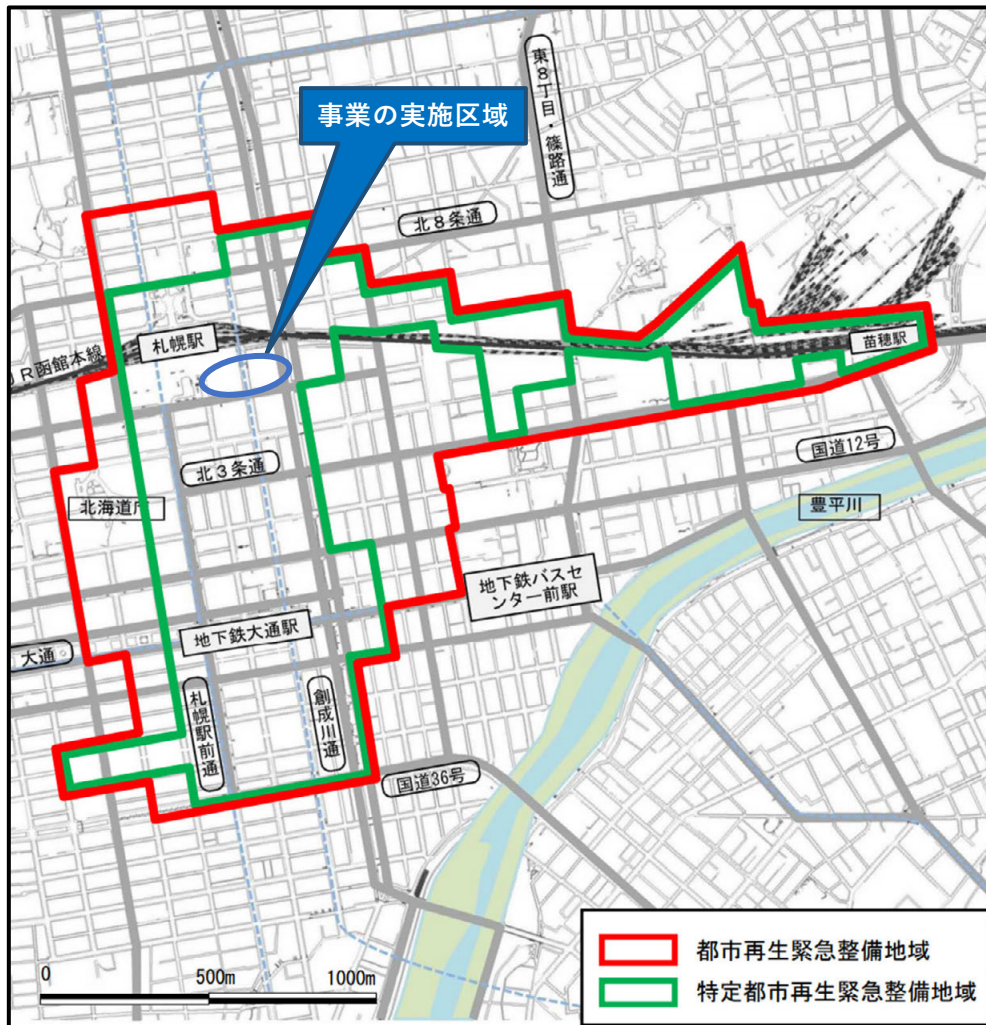 事業の実施区域
東8丁目・篠路通
北8条通
札幌駅
JR函館本線
苗穂駅
国道12号
北3条通
北海道庁
豊平川
地下鉄バスセ
ンター前駅
地下鉄大通駅
大通
札幌駅前通
創成川通
国道36号
0 500m 1000m
都市再生緊急整備地域
特定都市再生緊急整備地域